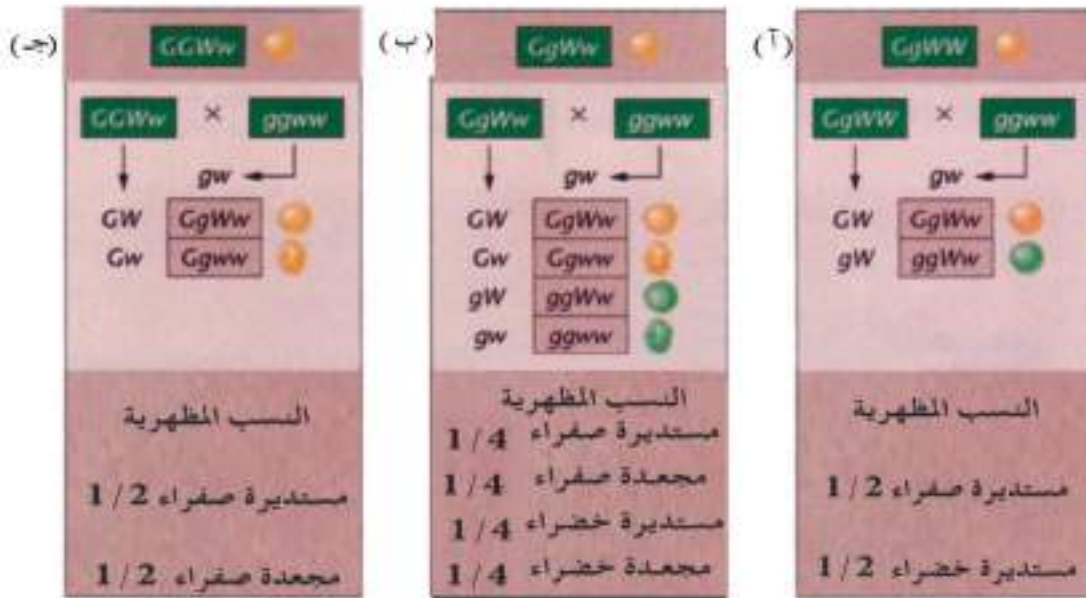 (آ)
GgWW
GgWW × ggww
gw
GW GgWw
gW ggWw
النسب المظهرية
مستديرة صفراء 1/2
مستديرة خضراء 1/2
(ب)
GgWw
GgWw × ggww
gw
GW GgWw
Gw Ggww
gW ggWw
gw ggww
النسب المظهرية
مستديرة صفراء 1/4
مجعدة صفراء 1/4
مستديرة خضراء 1/4
مجعدة خضراء 1/4
(جـ)
GGWw
GGWw × ggww
gw
GW GgWw
Gw Ggww
النسب المظهرية
مستديرة صفراء 1/2
مجعدة صفراء 1/2